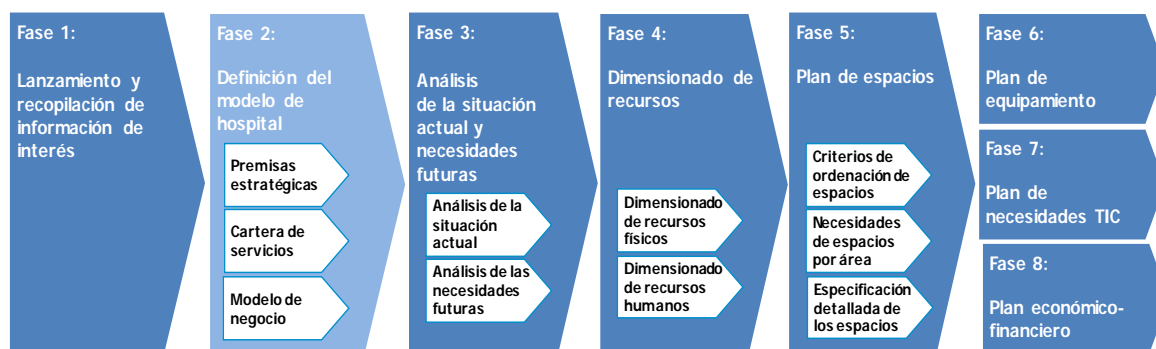 Fase 1:
Lanzamiento y
recopilación de
información de
interés
Fase 2:
Definición del
modelo de
hospital
Premisas
estratégicas
Cartera de
servicios
Modelo de
negocio
Fase 3:
Análisis
de la situación
actual y
necesidades
futuras
Análisis de la
situación
actual
Análisis de las
necesidades
futuras
Fase 4:
Dimensionado de
recursos
Dimensionado
de recursos
físicos
Dimensionado
de recursos
humanos
Fase 5:
Plan de espacios
Criterios de
ordenación de
espacios
Necesidades
de espacios
por área
Especificación
detallada de
los espacios
Fase 6:
Plan de
equipamiento
Fase 7:
Plan de
necesidades TIC
Fase 8:
Plan económico-
financiero